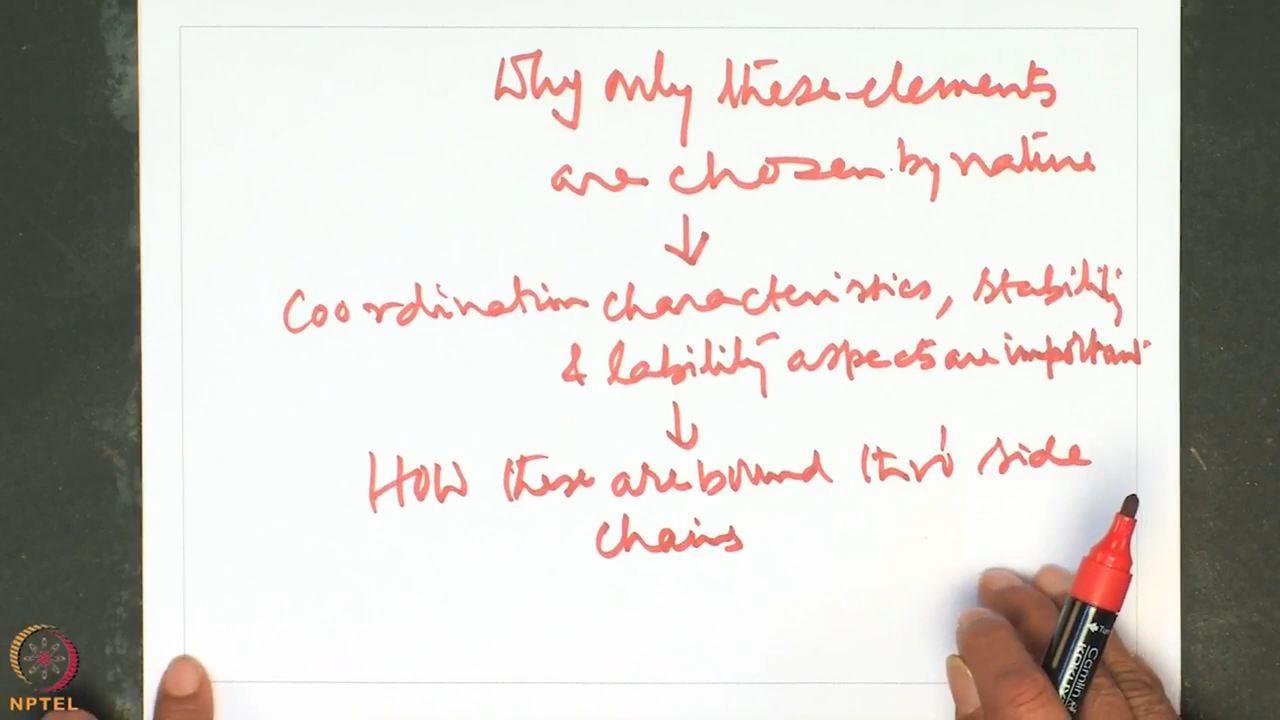 Why only these elements
are chosen by nature
↓
Coordination characteristics, stability
& lability aspects are important
↓
How these are bound thro' side
chains
NPTEL
Camlin